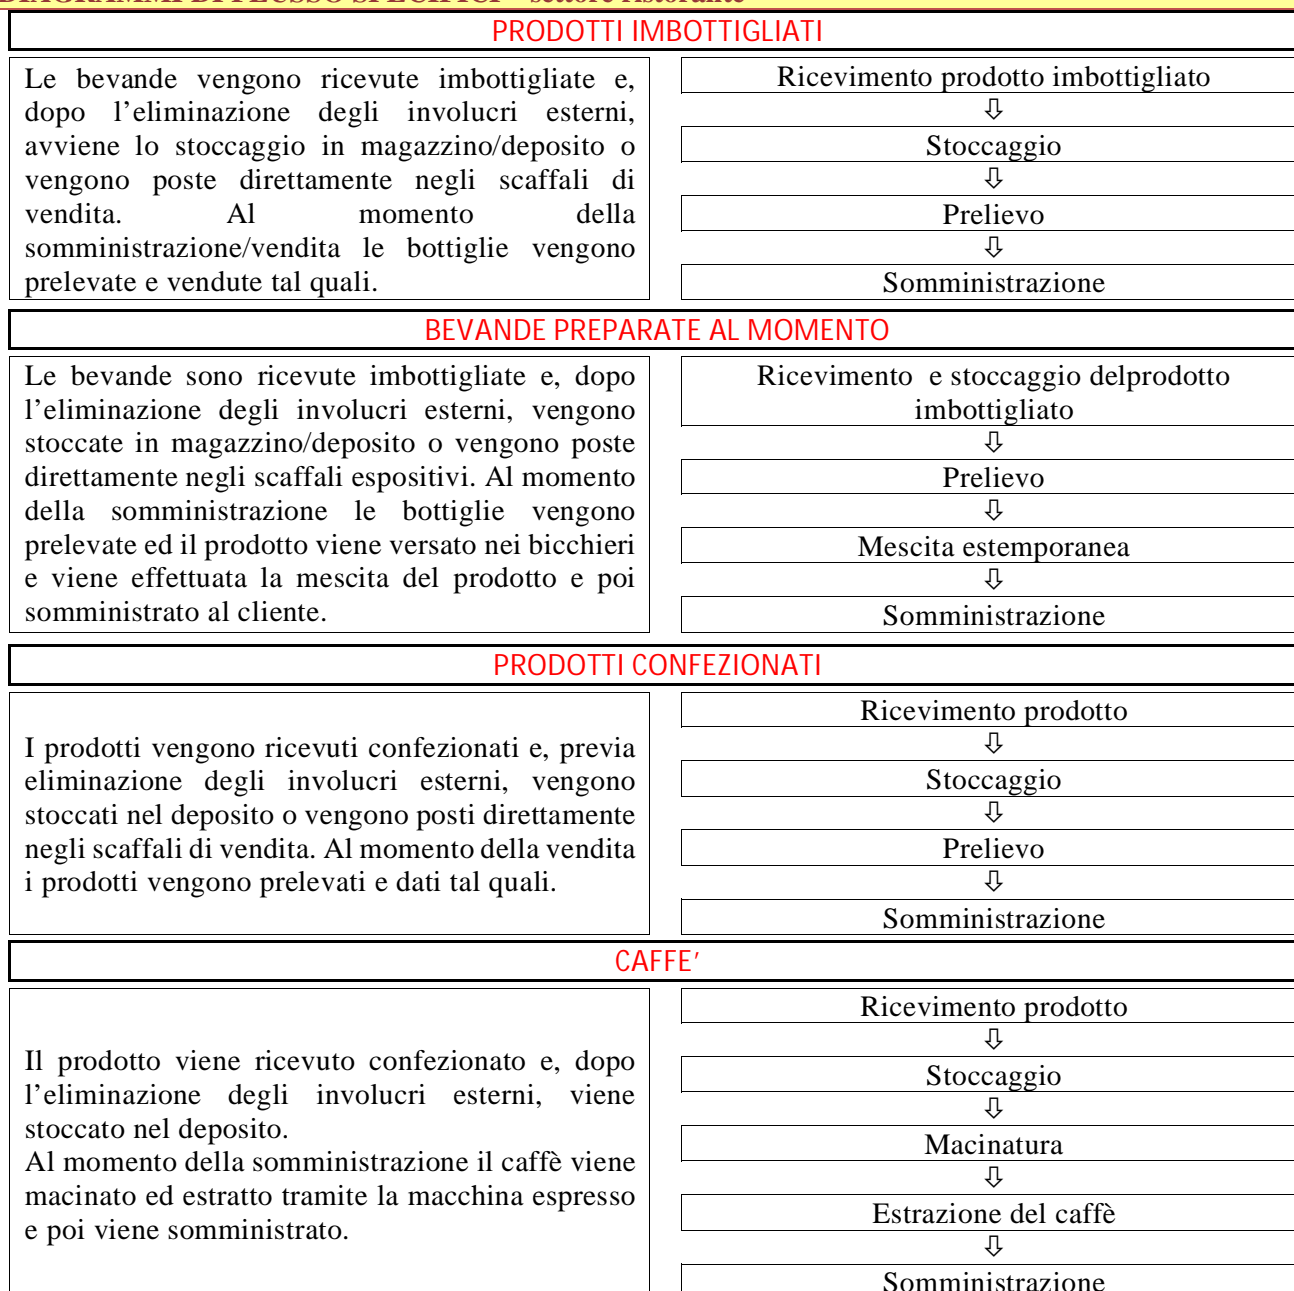 DIAGRAMMI DI FLUSSO SPECIFICI – settore ristorante
PRODOTTI IMBOTTIGLIATI
Le bevande vengono ricevute imbottigliate e,
dopo l’eliminazione degli involucri esterni,
avviene lo stoccaggio in magazzino/deposito o
vengono poste direttamente negli scaffali di
vendita. Al momento della
somministrazione/vendita le bottiglie vengono
prelevate e vendute tal quali.
Ricevimento prodotto imbottigliato
⇩
Stoccaggio
⇩
Prelievo
⇩
Somministrazione
BEVANDE PREPARATE AL MOMENTO
Le bevande sono ricevute imbottigliate e, dopo
l’eliminazione degli involucri esterni, vengono
stoccate in magazzino/deposito o vengono poste
direttamente negli scaffali espositivi. Al momento
della somministrazione le bottiglie vengono
prelevate ed il prodotto viene versato nei bicchieri
e viene effettuata la mescita del prodotto e poi
somministrato al cliente.
Ricevimento e stoccaggio delprodotto
imbottigliato
⇩
Prelievo
⇩
Mescita estemporanea
⇩
Somministrazione
PRODOTTI CONFEZIONATI
I prodotti vengono ricevuti confezionati e, previa
eliminazione degli involucri esterni, vengono
stoccati nel deposito o vengono posti direttamente
negli scaffali di vendita. Al momento della vendita
i prodotti vengono prelevati e dati tal quali.
Ricevimento prodotto
⇩
Stoccaggio
⇩
Prelievo
⇩
Somministrazione
CAFFE’
Il prodotto viene ricevuto confezionato e, dopo
l’eliminazione degli involucri esterni, viene
stoccato nel deposito.
Al momento della somministrazione il caffè viene
macinato ed estratto tramite la macchina espresso
e poi viene somministrato.
Ricevimento prodotto
⇩
Stoccaggio
⇩
Macinatura
⇩
Estrazione del caffè
⇩
Somministrazione